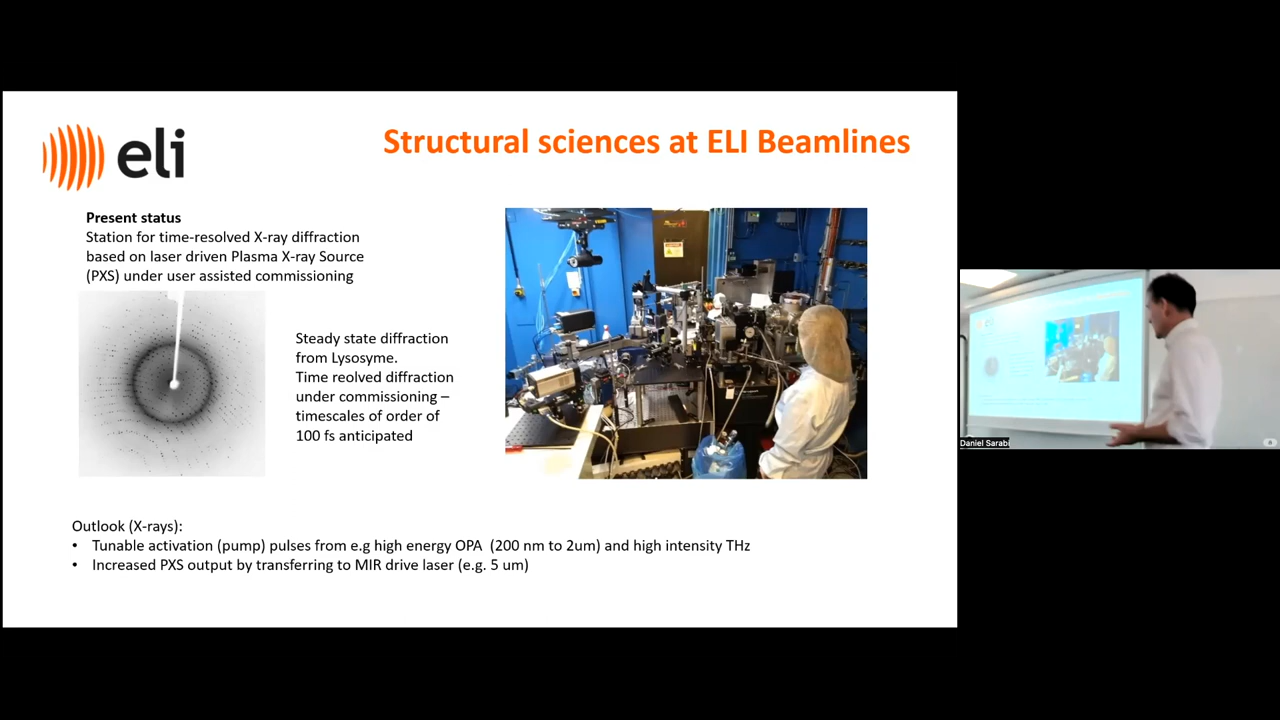 eli
Structural sciences at ELI Beamlines
Present status
Station for time-resolved X-ray diffraction
based on laser driven Plasma X-ray Source
(PXS) under user assisted commissioning
Steady state diffraction
from Lysosyme.
Time reolved diffraction
under commissioning –
timescales of order of
100 fs anticipated
Outlook (X-rays):
• Tunable activation (pump) pulses from e.g high energy OPA (200 nm to 2um) and high intensity THz
• Increased PXS output by transferring to MIR drive laser (e.g. 5 um)
eli
Daniel Sarabi